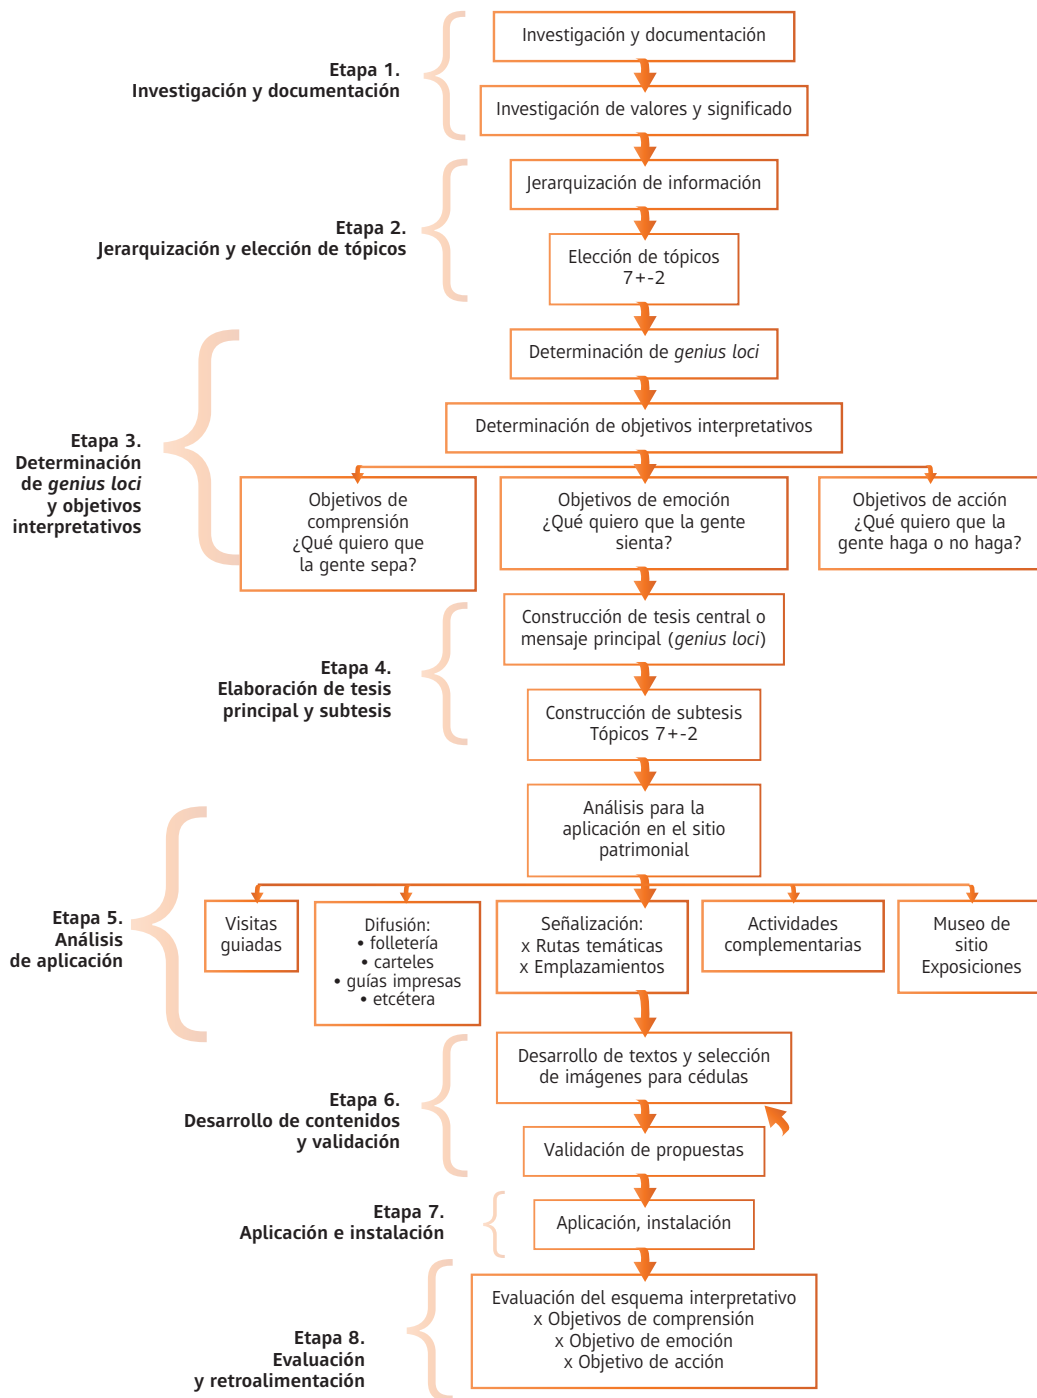 Investigación y documentación
Etapa 1.
Investigación y documentación
Investigación de valores y significado
Jerarquización de información
Etapa 2.
Jerarquización y elección de tópicos
Elección de tópicos
7+-2
Determinación de genius loci
Determinación de objetivos interpretativos
Etapa 3.
Determinación
de genius loci
y objetivos
interpretativos
Objetivos de
comprensión
¿Qué quiero que
la gente sepa?
Objetivos de emoción
¿Qué quiero que la gente
sienta?
Objetivos de acción
¿Qué quiero que la
gente haga o no haga?
Construcción de tesis central o
mensaje principal (genius loci)
Etapa 4.
Elaboración de tesis
principal y subtesis
Construcción de subtesis
Tópicos 7+-2
Análisis para la
aplicación en el sitio
patrimonial
Etapa 5.
Análisis
de aplicación
Visitas
guiadas
Difusión:
• folletería
• carteles
• guías impresas
• etcétera
Señalización:
x Rutas temáticas
x Emplazamientos
Actividades
complementarias
Museo de
sitio
Exposiciones
Desarrollo de textos y selección
de imágenes para cédulas
Etapa 6.
Desarrollo de contenidos
y validación
Validación de propuestas
Etapa 7.
Aplicación e instalación
Aplicación, instalación
Evaluación del esquema interpretativo
x Objetivos de comprensión
x Objetivo de emoción
x Objetivo de acción
Etapa 8.
Evaluación
y retroalimentación